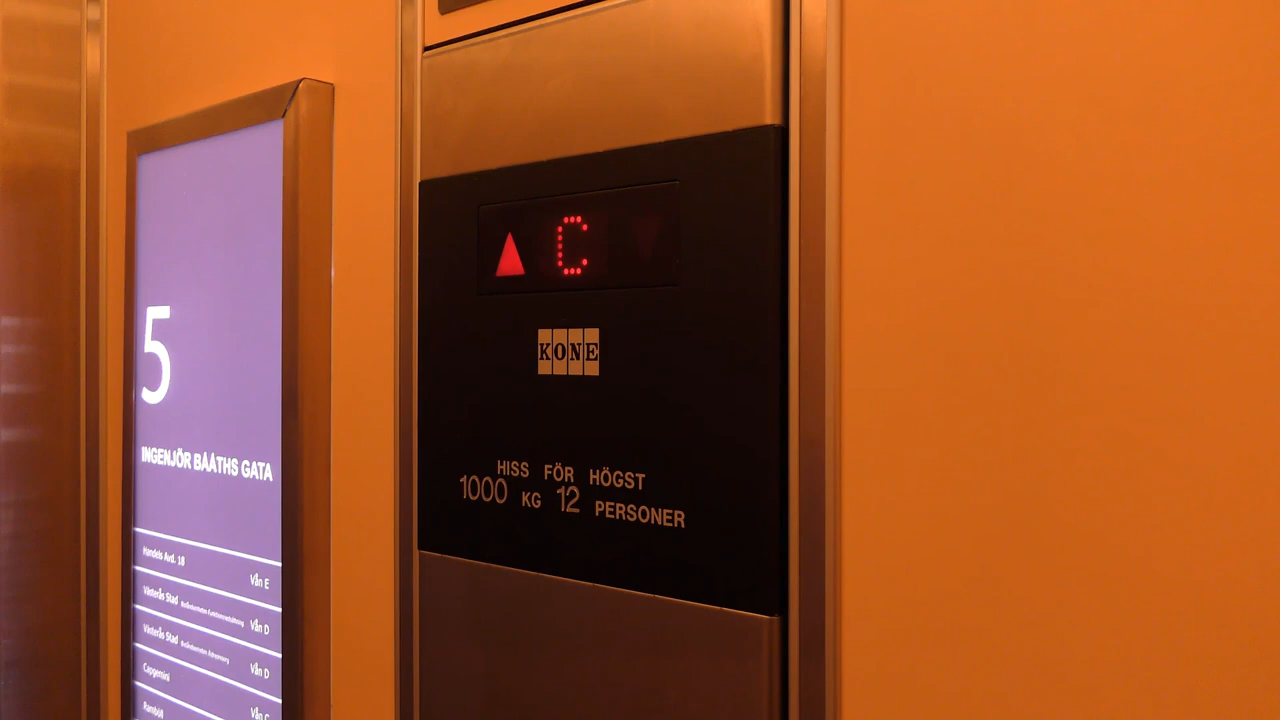 5
INGENJÖR BÅÅTHS GATA
Handels Avd. 18
Vån E
Västerås Stad
Vån D
Västerås Stad
Vån D
Capgemini
Ramböll
Vån C
C
KONE
HISS FÖR HÖGST
1000 KG 12 PERSONER